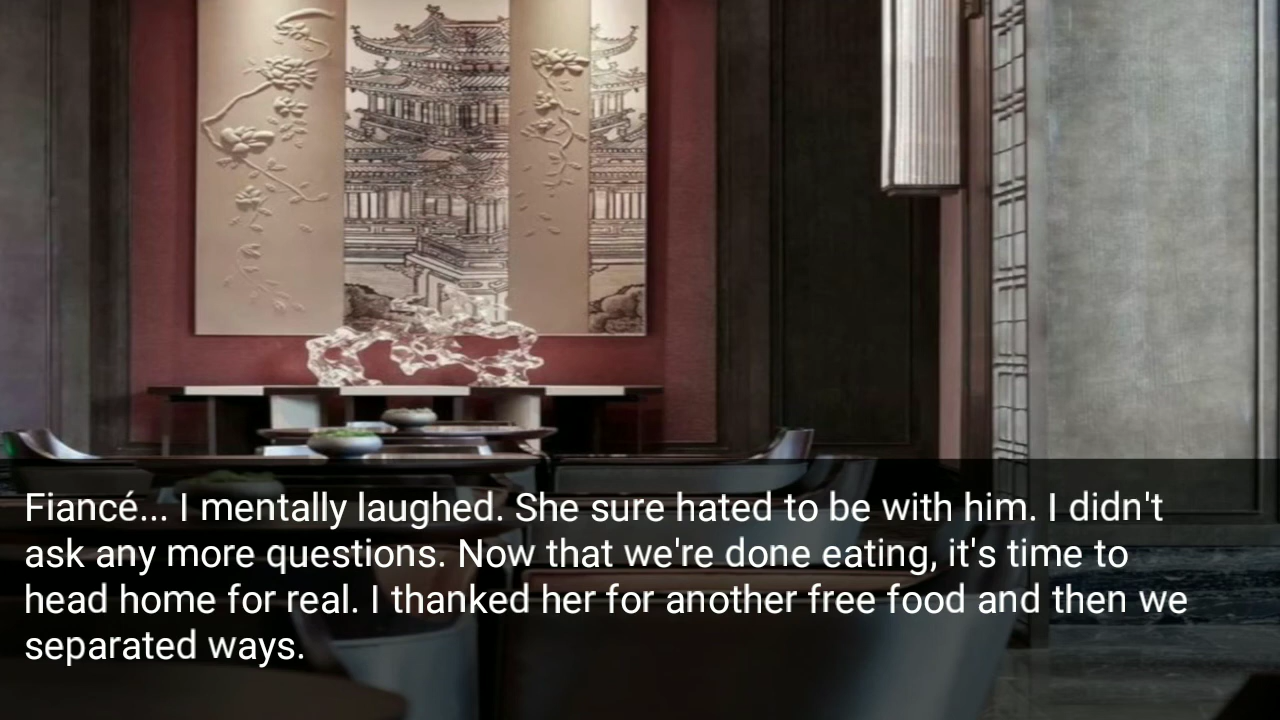 Fiancé... I mentally laughed. She sure hated to be with him. I didn't
ask any more questions. Now that we're done eating, it's time to
head home for real. I thanked her for another free food and then we
separated ways.